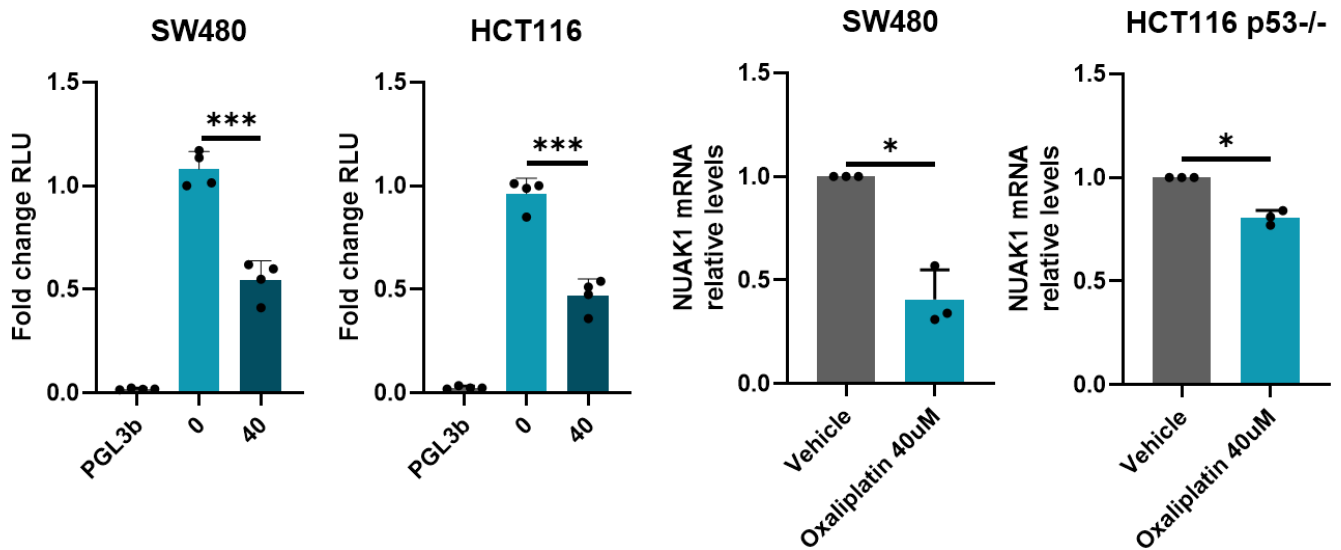 SW480
Fold change RLU
1.5
1.0
0.5
0.0
***
PGL3b
0
40
HCT116
Fold change RLU
1.5
1.0
0.5
0.0
***
PGL3b
0
40
SW480
NUAK1 mRNA
relative levels
1.5
1.0
0.5
0.0
*
Vehicle
Oxaliplatin 40uM
HCT116 p53-/-
NUAK1 mRNA
relative levels
1.5
1.0
0.5
0.0
*
Vehicle
Oxaliplatin 40uM